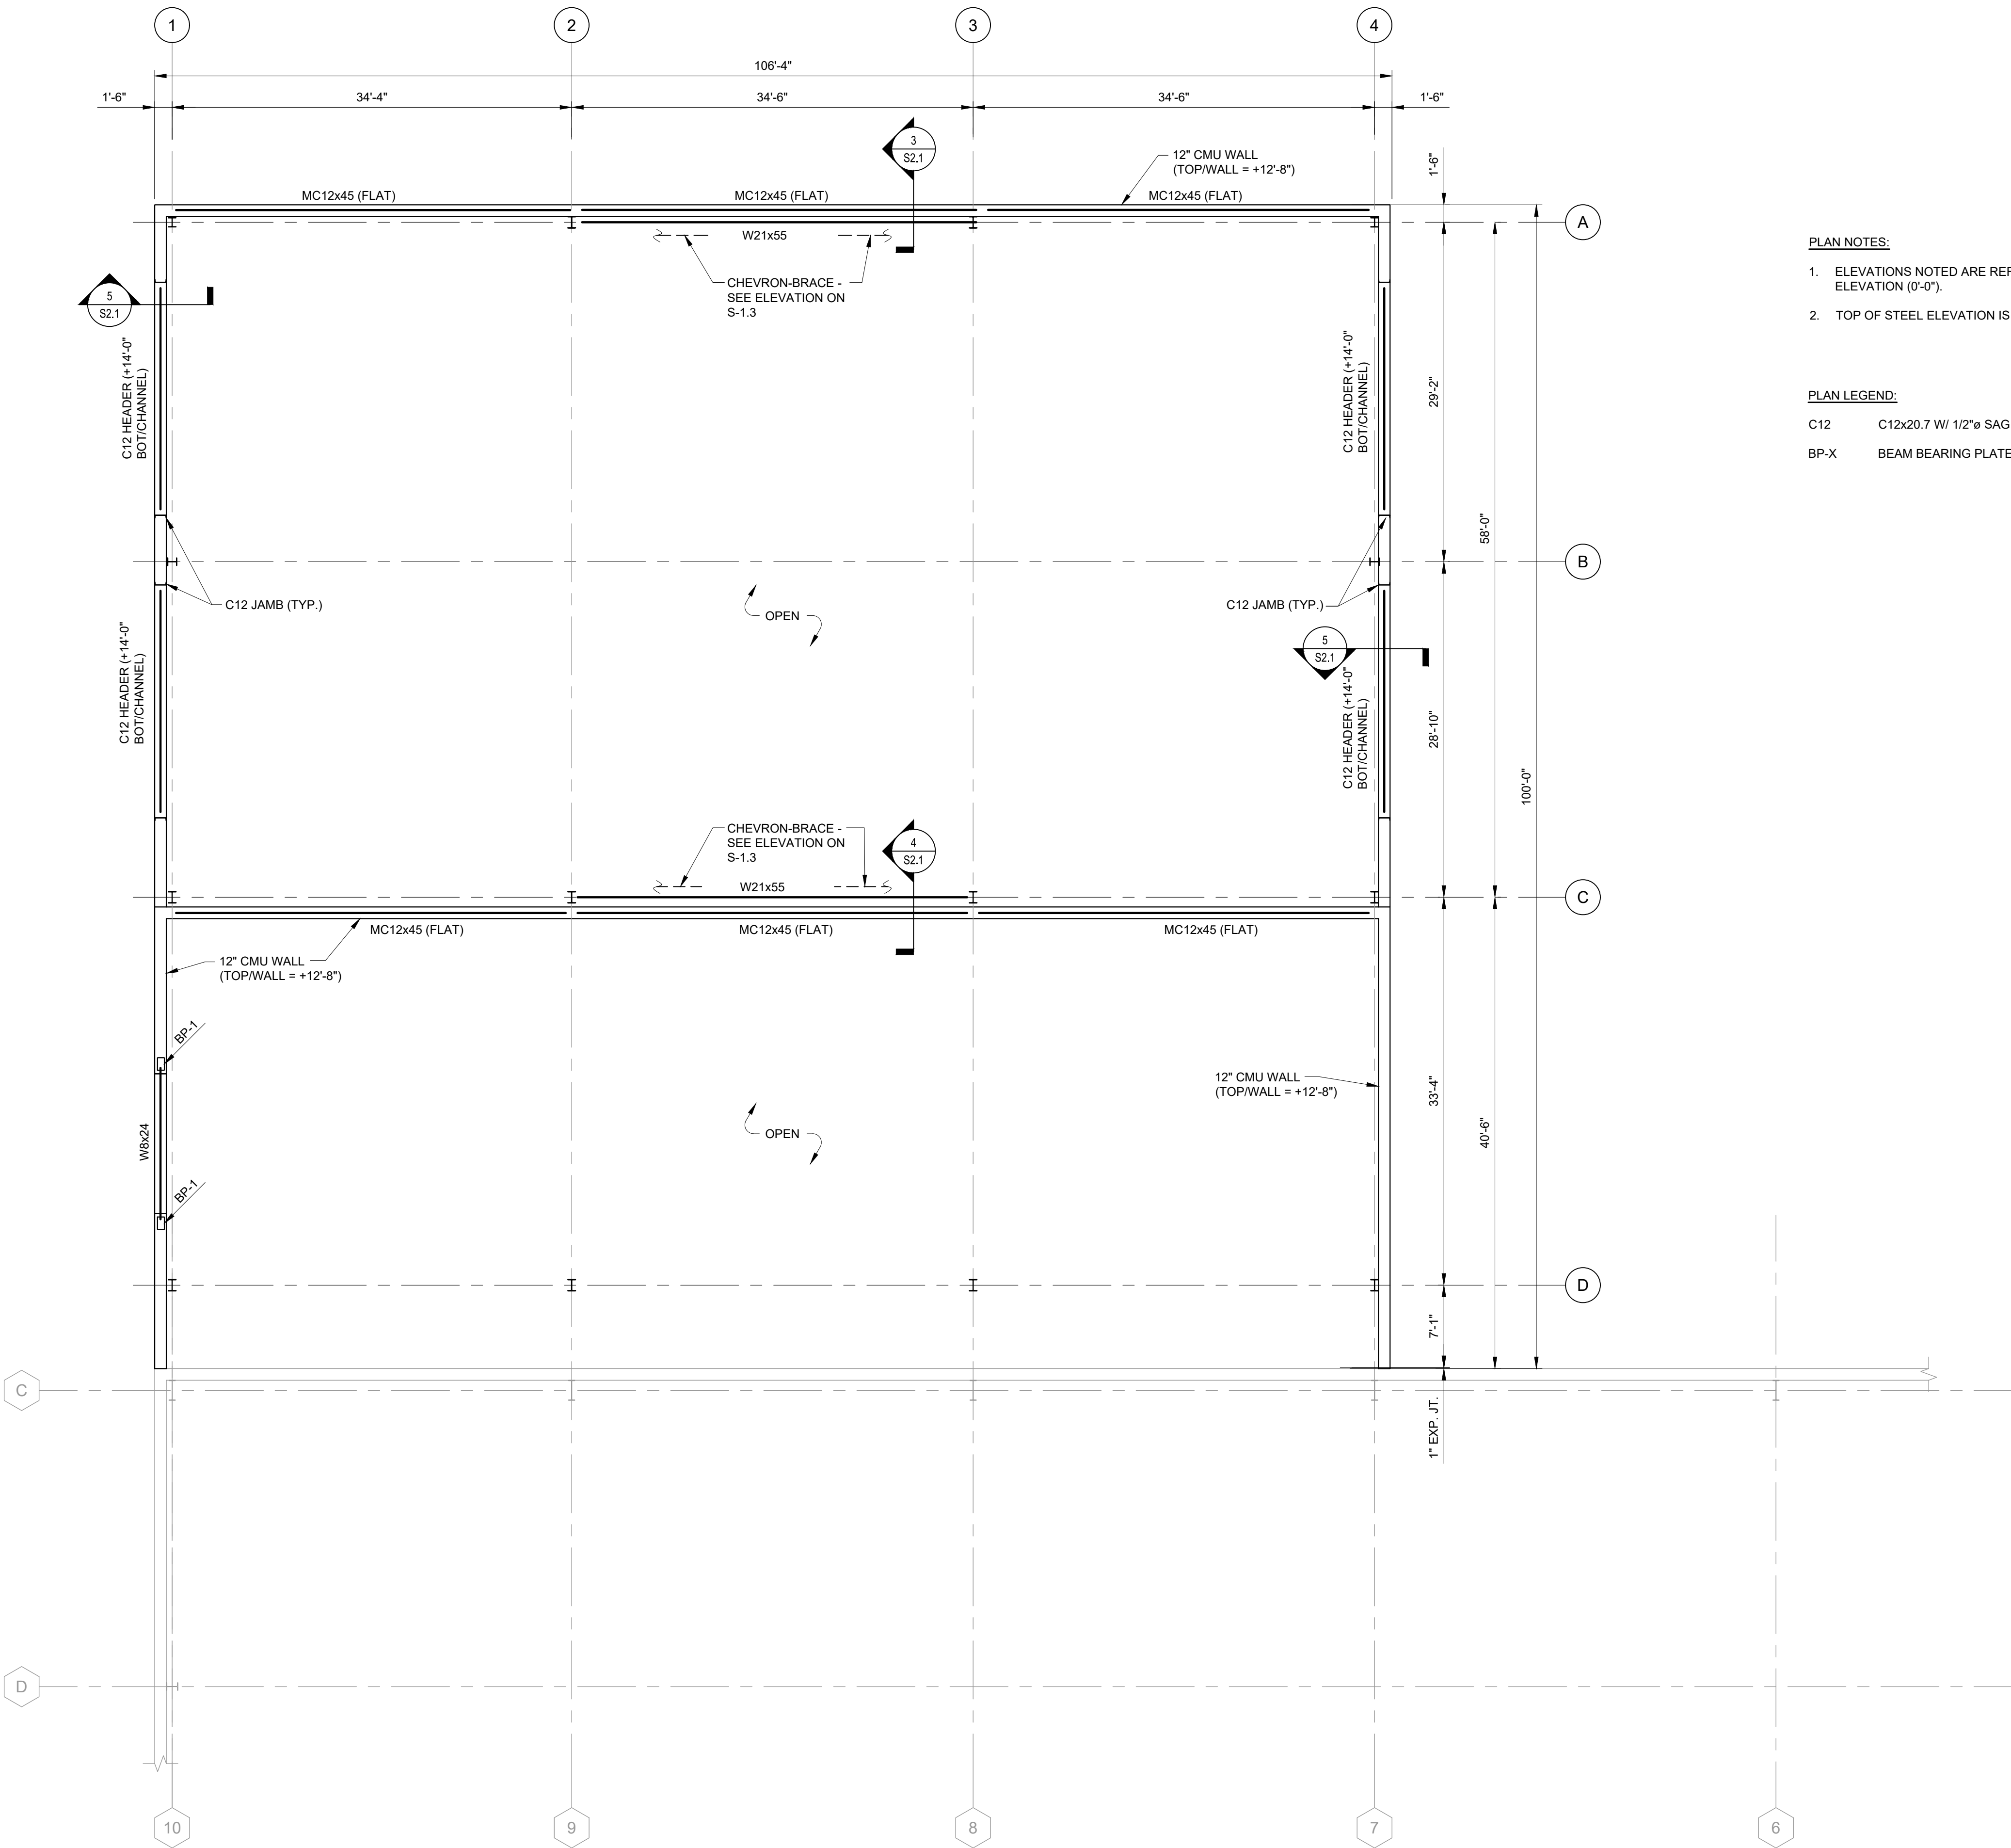 1
2
3
4
106'-4"
1'-6"
34'-4"
34'-6"
34'-6"
1'-6"
3
S2.1
12" CMU WALL
(TOP/WALL = +12'-8")
1'-6"
MC12x45 (FLAT)
MC12x45 (FLAT)
MC12x45 (FLAT)
A
W21x55
CHEVRON-BRACE -
SEE ELEVATION ON
S-1.3
5
S2.1
C12 HEADER (+14'-0"
BOT/CHANNEL)
C12 HEADER (+14'-0"
BOT/CHANNEL)
29'-2"
58'-0"
B
C12 JAMB (TYP.)
OPEN
C12 JAMB (TYP.)
5
S2.1
C12 HEADER (+14'-0"
BOT/CHANNEL)
C12 HEADER (+14'-0"
BOT/CHANNEL)
28'-10"
100'-0"
CHEVRON-BRACE -
SEE ELEVATION ON
S-1.3
4
S2.1
W21x55
C
MC12x45 (FLAT)
MC12x45 (FLAT)
MC12x45 (FLAT)
12" CMU WALL
(TOP/WALL = +12'-8")
BP-1
12" CMU WALL
(TOP/WALL = +12'-8")
33'-4"
40'-6"
W8x24
OPEN
BP-1
D
7'-1"
C
1" EXP. JT.
D
10
9
8
7
6
PLAN NOTES:
1. ELEVATIONS NOTED ARE REF
ELEVATION (0'-0").
2. TOP OF STEEL ELEVATION IS
PLAN LEGEND:
C12 C12x20.7 W/ 1/2"ø SAG
BP-X BEAM BEARING PLATE